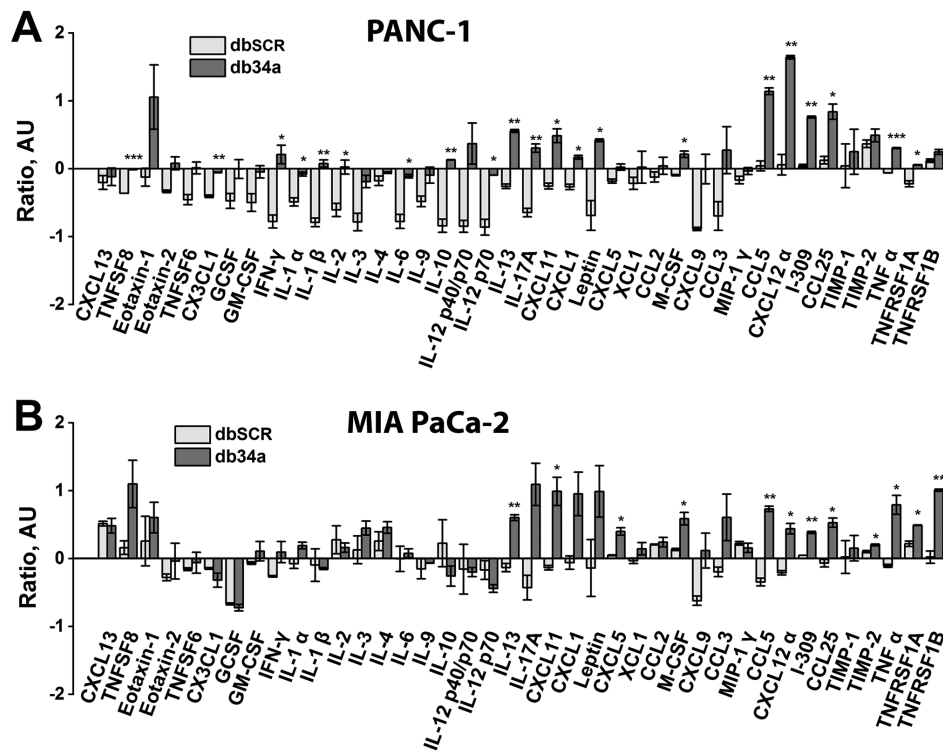 A
PANC-1
dbSCR
db34a
Ratio, AU
2
1
0
-1
-2
*** ** * * ** * * ** * ** ** * * * * ** ** ** * *** *
CXCL13
TNFSF8
Eotaxin-1
Eotaxin-2
TNFSF6
CX3CL1
GCSF
GM-CSF
IFN-γ
IL-1 α
IL-1 β
IL-2
IL-3
IL-4
IL-6
IL-9
IL-10
IL-12 p40/p70
IL-12 p70
IL-13
IL-17A
CXCL11
CXCL1
Leptin
CXCL5
XCL1
CCL2
M-CSF
CXCL9
CCL3
MIP-1 γ
CCL5
CXCL12 α
I-309
CCL25
TIMP-1
TIMP-2
TNF α
TNFRSF1A
TNFRSF1B
B
MIA PaCa-2
dbSCR
db34a
Ratio, AU
2
1
0
-1
-2
** * * * ** * ** * * * * **
CXCL13
TNFSF8
Eotaxin-1
Eotaxin-2
TNFSF6
CX3CL1
GCSF
GM-CSF
IFN-γ
IL-1 α
IL-1 β
IL-2
IL-3
IL-4
IL-6
IL-9
IL-10
IL-12 p40/p70
IL-12 p70
IL-13
IL-17A
CXCL11
CXCL1
Leptin
CXCL5
XCL1
CCL2
M-CSF
CXCL9
CCL3
MIP-1 γ
CCL5
CXCL12 α
I-309
CCL25
TIMP-1
TIMP-2
TNF α
TNFRSF1A
TNFRSF1B